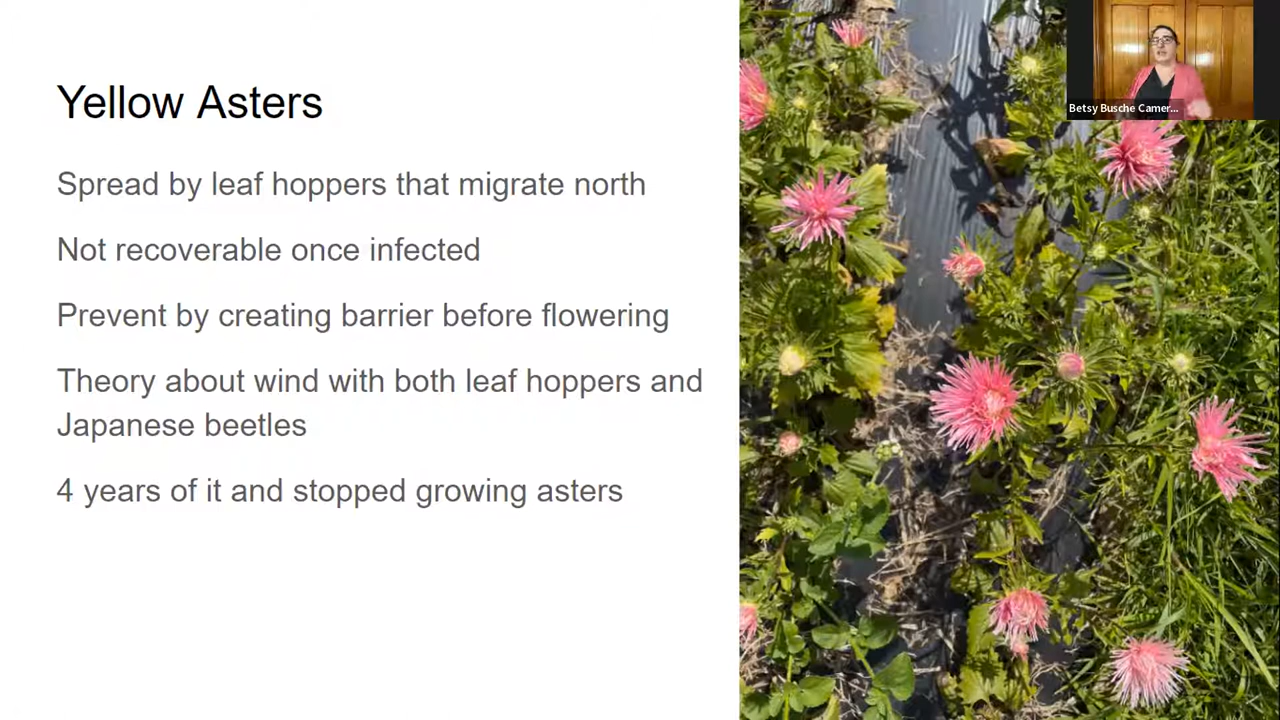 Yellow Asters
Spread by leaf hoppers that migrate north
Not recoverable once infected
Prevent by creating barrier before flowering
Theory about wind with both leaf hoppers and
Japanese beetles
4 years of it and stopped growing asters
Betsy Busche Camer...